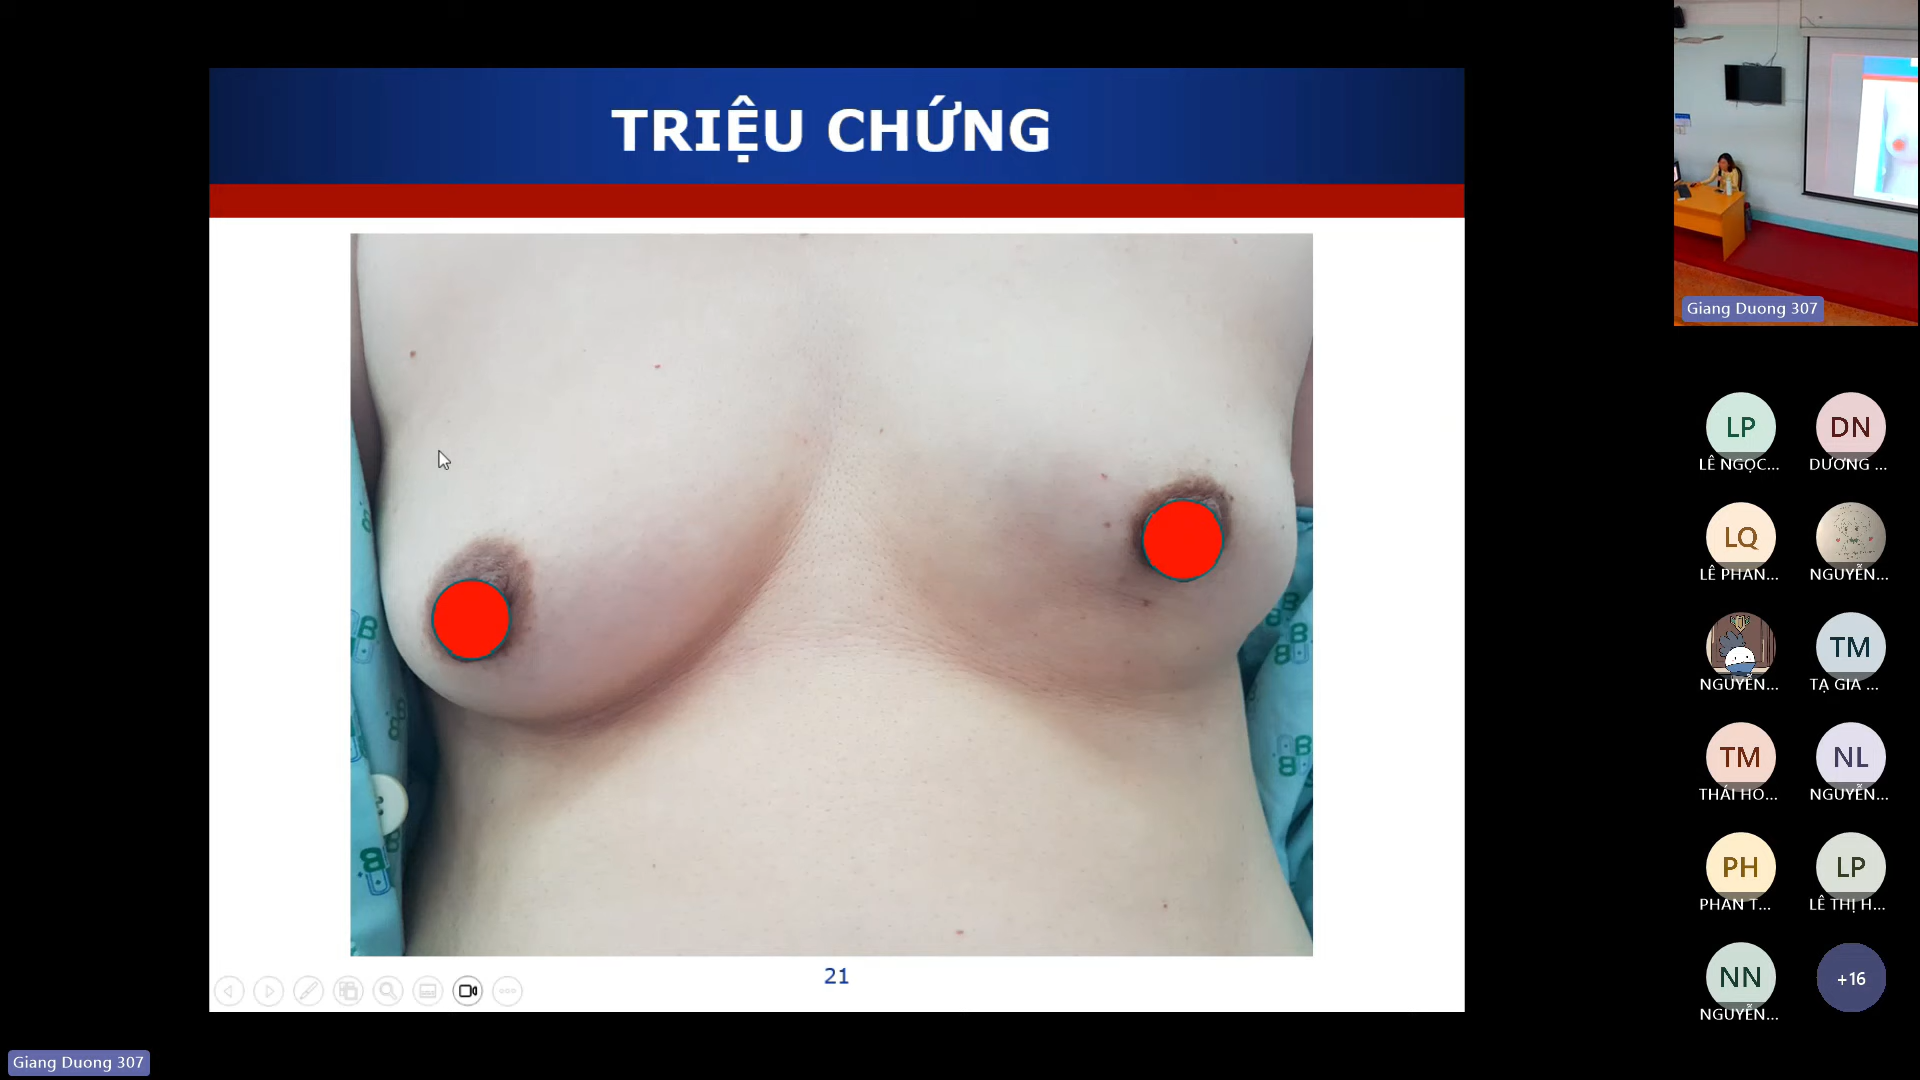 TRIỆU CHỨNG
21
Giang Duong 307
LP
LÊ NGỌC...
DN
DƯƠNG ...
LQ
LÊ PHAN...
NGUYỄN...
NGUYỄN...
TM
TẠ GIA ...
TM
THÁI HO...
NL
NGUYỄN...
PH
PHAN T...
LP
LÊ THỊ H...
NN
NGUYỄN...
+16
Giang Duong 307